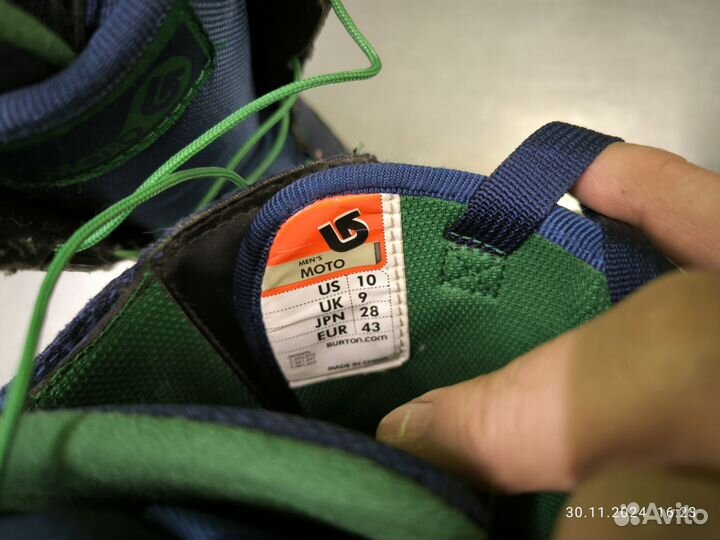 MOTO
MEN'S
MOTO
US 10
UK 9
JPN 28
EUR 43
BURTON.COM
MADE IN CHINA
30.11.2024 16:23
Avito